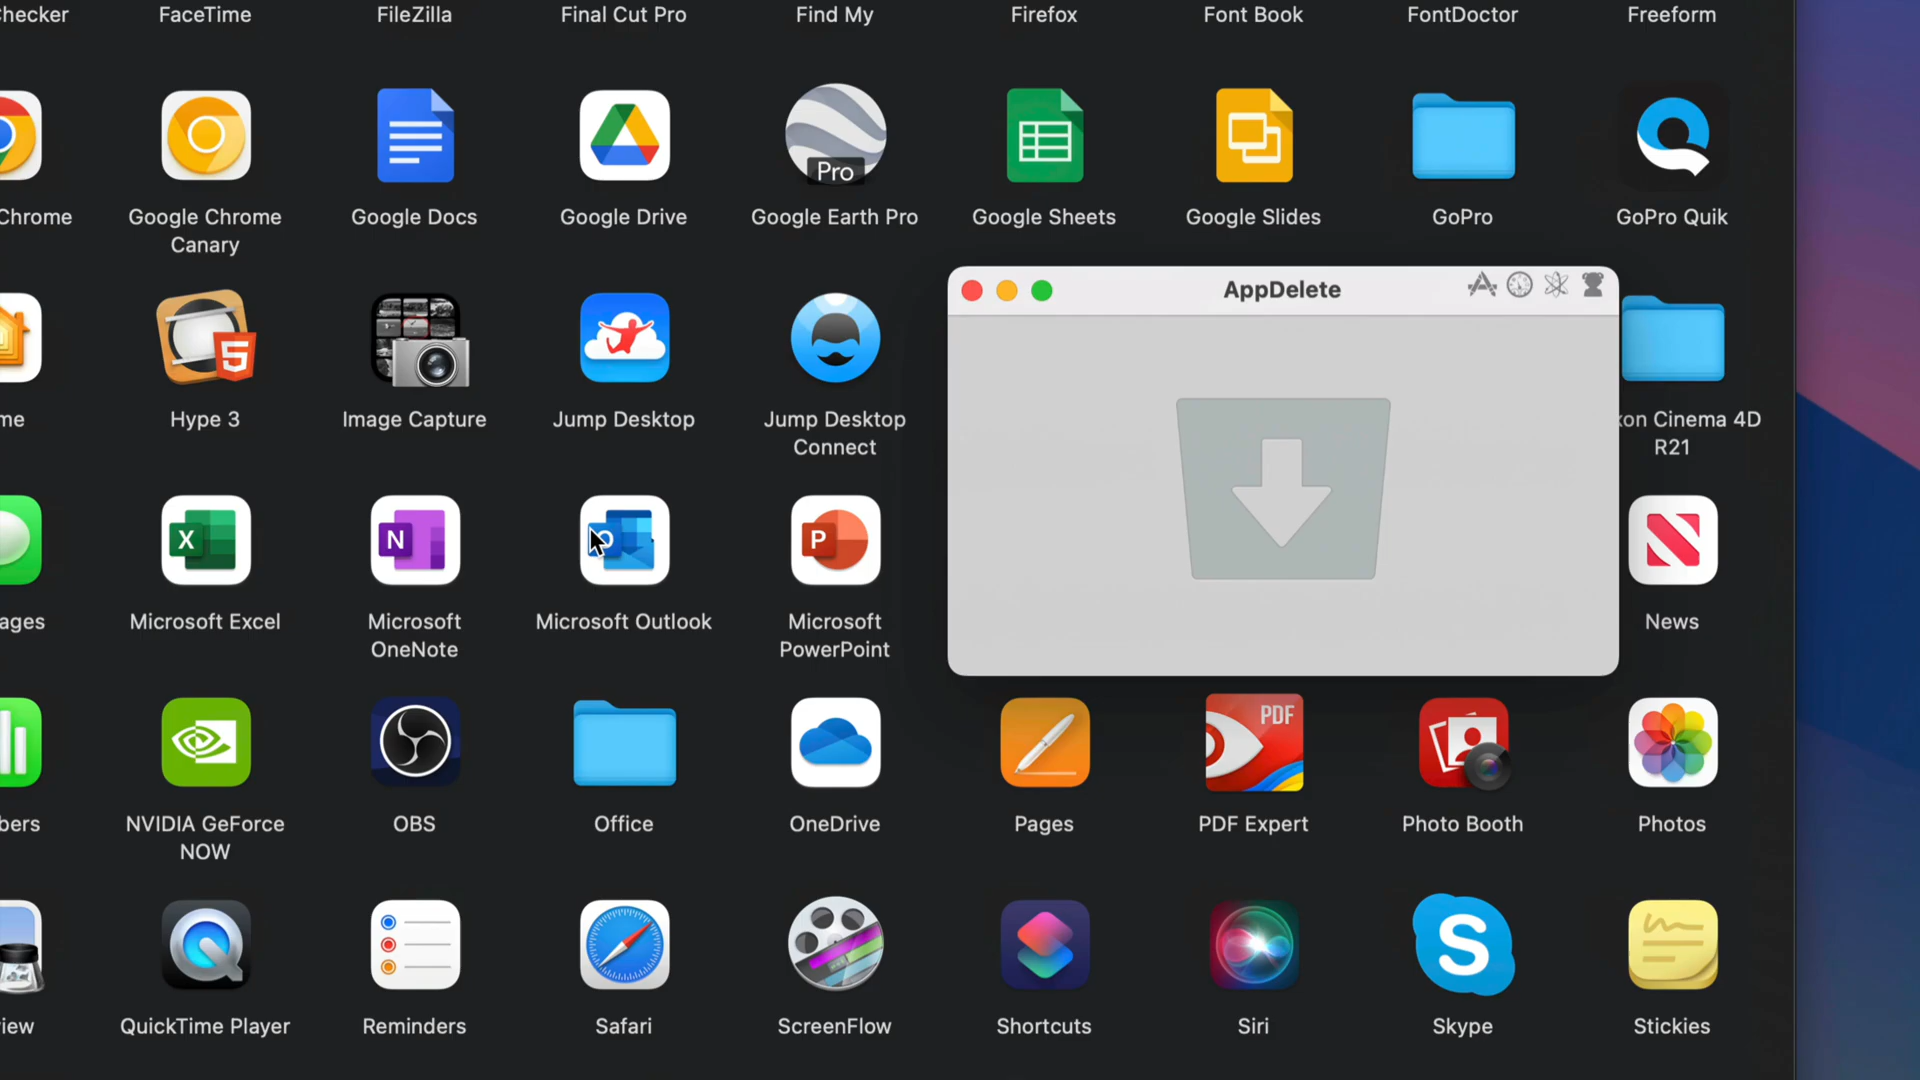 hecker
FaceTime
FileZilla
Final Cut Pro
Find My
Firefox
Font Book
FontDoctor
Freeform
Pro
Chrome
Google Chrome
Canary
Google Docs
Google Drive
Google Earth Pro
Google Sheets
Google Slides
GoPro
GoPro Quik
AppDelete
5
me
Hype 3
Image Capture
Jump Desktop
Jump Desktop
Connect
on Cinema 4D
R21
X
N
O
P
ages
Microsoft Excel
Microsoft
OneNote
Microsoft Outlook
Microsoft
PowerPoint
News
PDF
bers
NVIDIA GeForce
NOW
OBS
Office
OneDrive
Pages
PDF Expert
Photo Booth
Photos
S
iew
QuickTime Player
Reminders
Safari
ScreenFlow
Shortcuts
Siri
Skype
Stickies